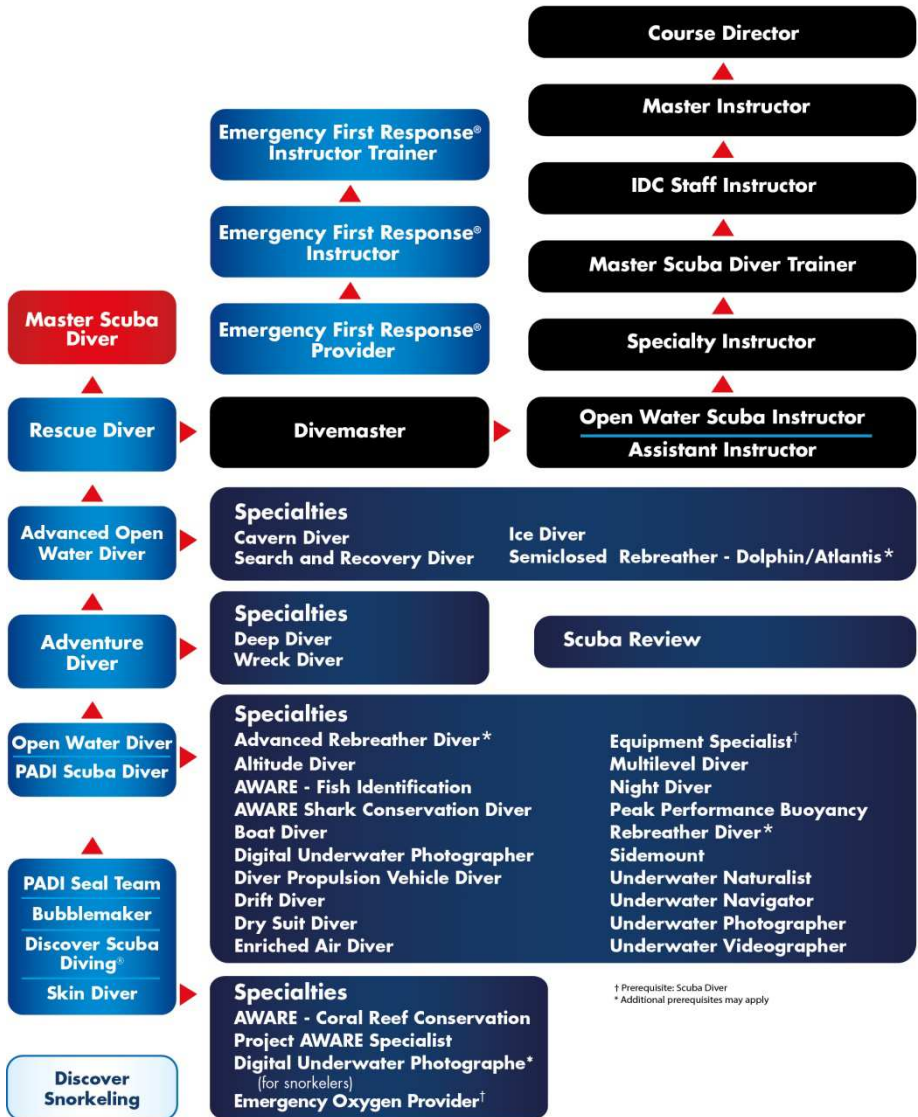 Course Director
Master Instructor
Emergency First Response®
Instructor Trainer
IDC Staff Instructor
Emergency First Response®
Instructor
Master Scuba Diver Trainer
Master Scuba
Diver
Emergency First Response®
Provider
Specialty Instructor
Rescue Diver
Divemaster
Open Water Scuba Instructor
Assistant Instructor
Advanced Open
Water Diver
Specialties
Cavern Diver
Search and Recovery Diver
Ice Diver
Semiclosed Rebreather - Dolphin/Atlantis*
Adventure
Diver
Specialties
Deep Diver
Wreck Diver
Scuba Review
Open Water Diver
PADI Scuba Diver
Specialties
Advanced Rebreather Diver*
Altitude Diver
AWARE - Fish Identification
AWARE Shark Conservation Diver
Boat Diver
Digital Underwater Photographer
Diver Propulsion Vehicle Diver
Drift Diver
Dry Suit Diver
Enriched Air Diver
Equipment Specialist†
Multilevel Diver
Night Diver
Peak Performance Buoyancy
Rebreather Diver*
Sidemount
Underwater Naturalist
Underwater Navigator
Underwater Photographer
Underwater Videographer
PADI Seal Team
Bubblemaker
Discover Scuba
Diving®
Skin Diver
Specialties
AWARE - Coral Reef Conservation
Project AWARE Specialist
Digital Underwater Photographe*
(for snorkelers)
Emergency Oxygen Provider†
† Prerequisite: Scuba Diver
* Additional prerequisites may apply
Discover
Snorkeling